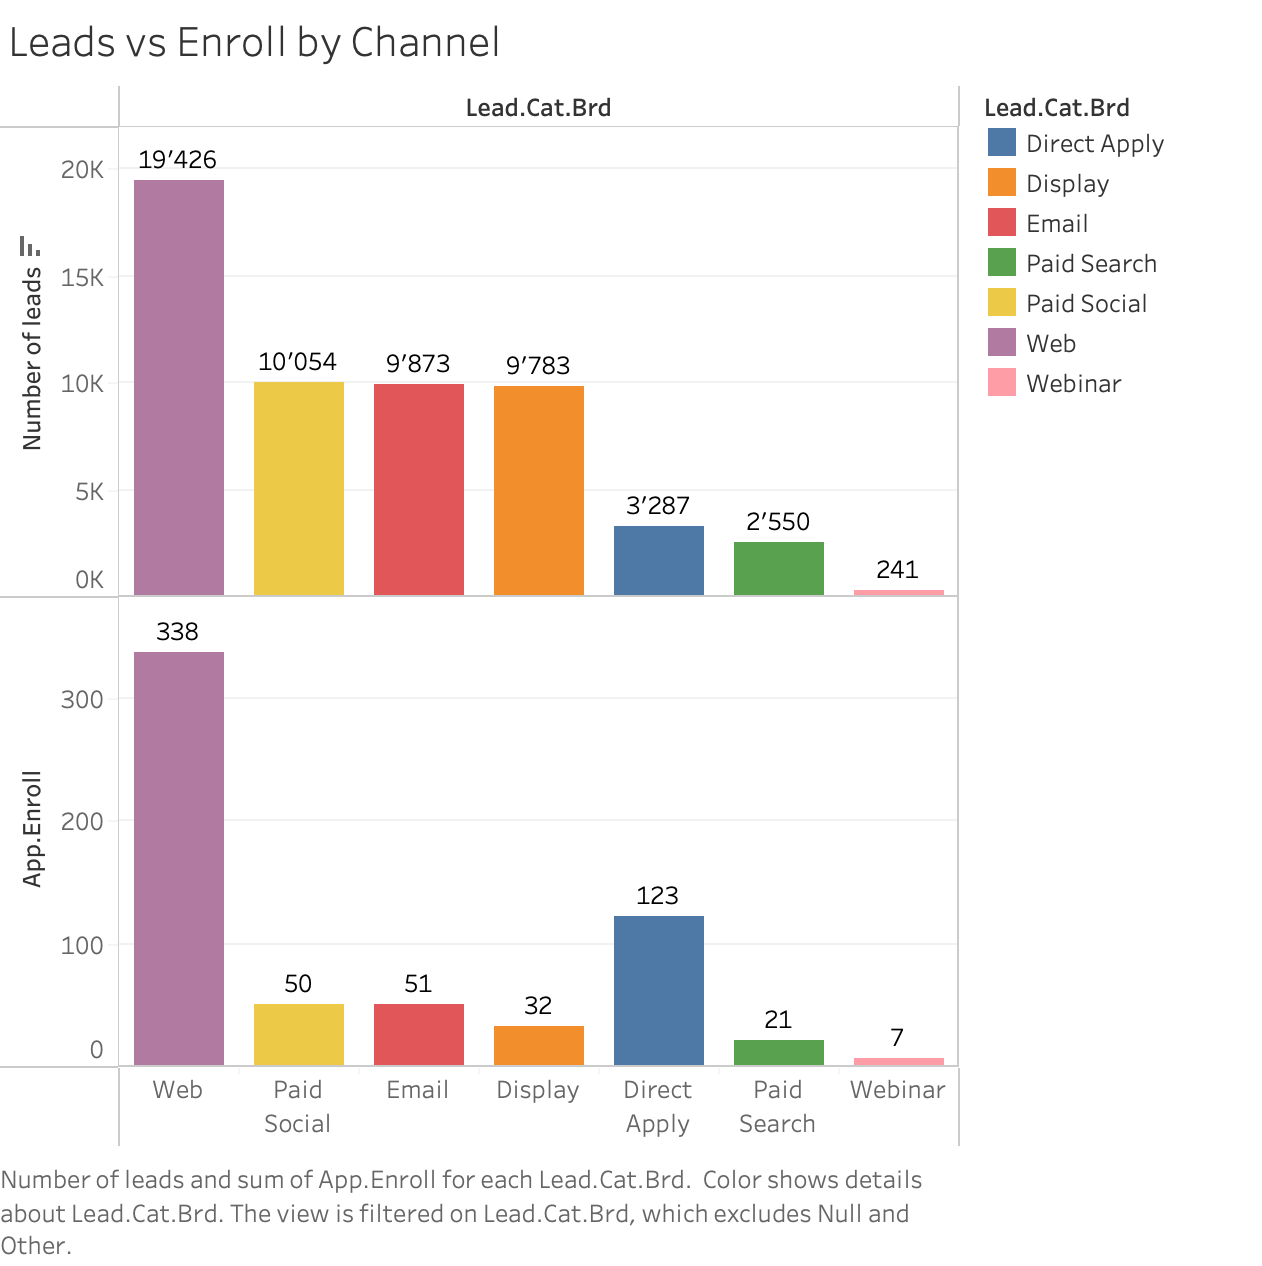 Leads vs Enroll by Channel
Lead.Cat.Brd
Number of leads
20K
15K
10K
5K
0K
19’426
10’054
9’873
9’783
3’287
2’550
241
App.Enroll
300
200
100
0
338
50
51
32
123
21
7
Web
Paid
Social
Email
Display
Direct
Apply
Paid
Search
Webinar
Lead.Cat.Brd
Direct Apply
Display
Email
Paid Search
Paid Social
Web
Webinar
Number of leads and sum of App.Enroll for each Lead.Cat.Brd.  Color shows details
about Lead.Cat.Brd. The view is filtered on Lead.Cat.Brd, which excludes Null and
Other.